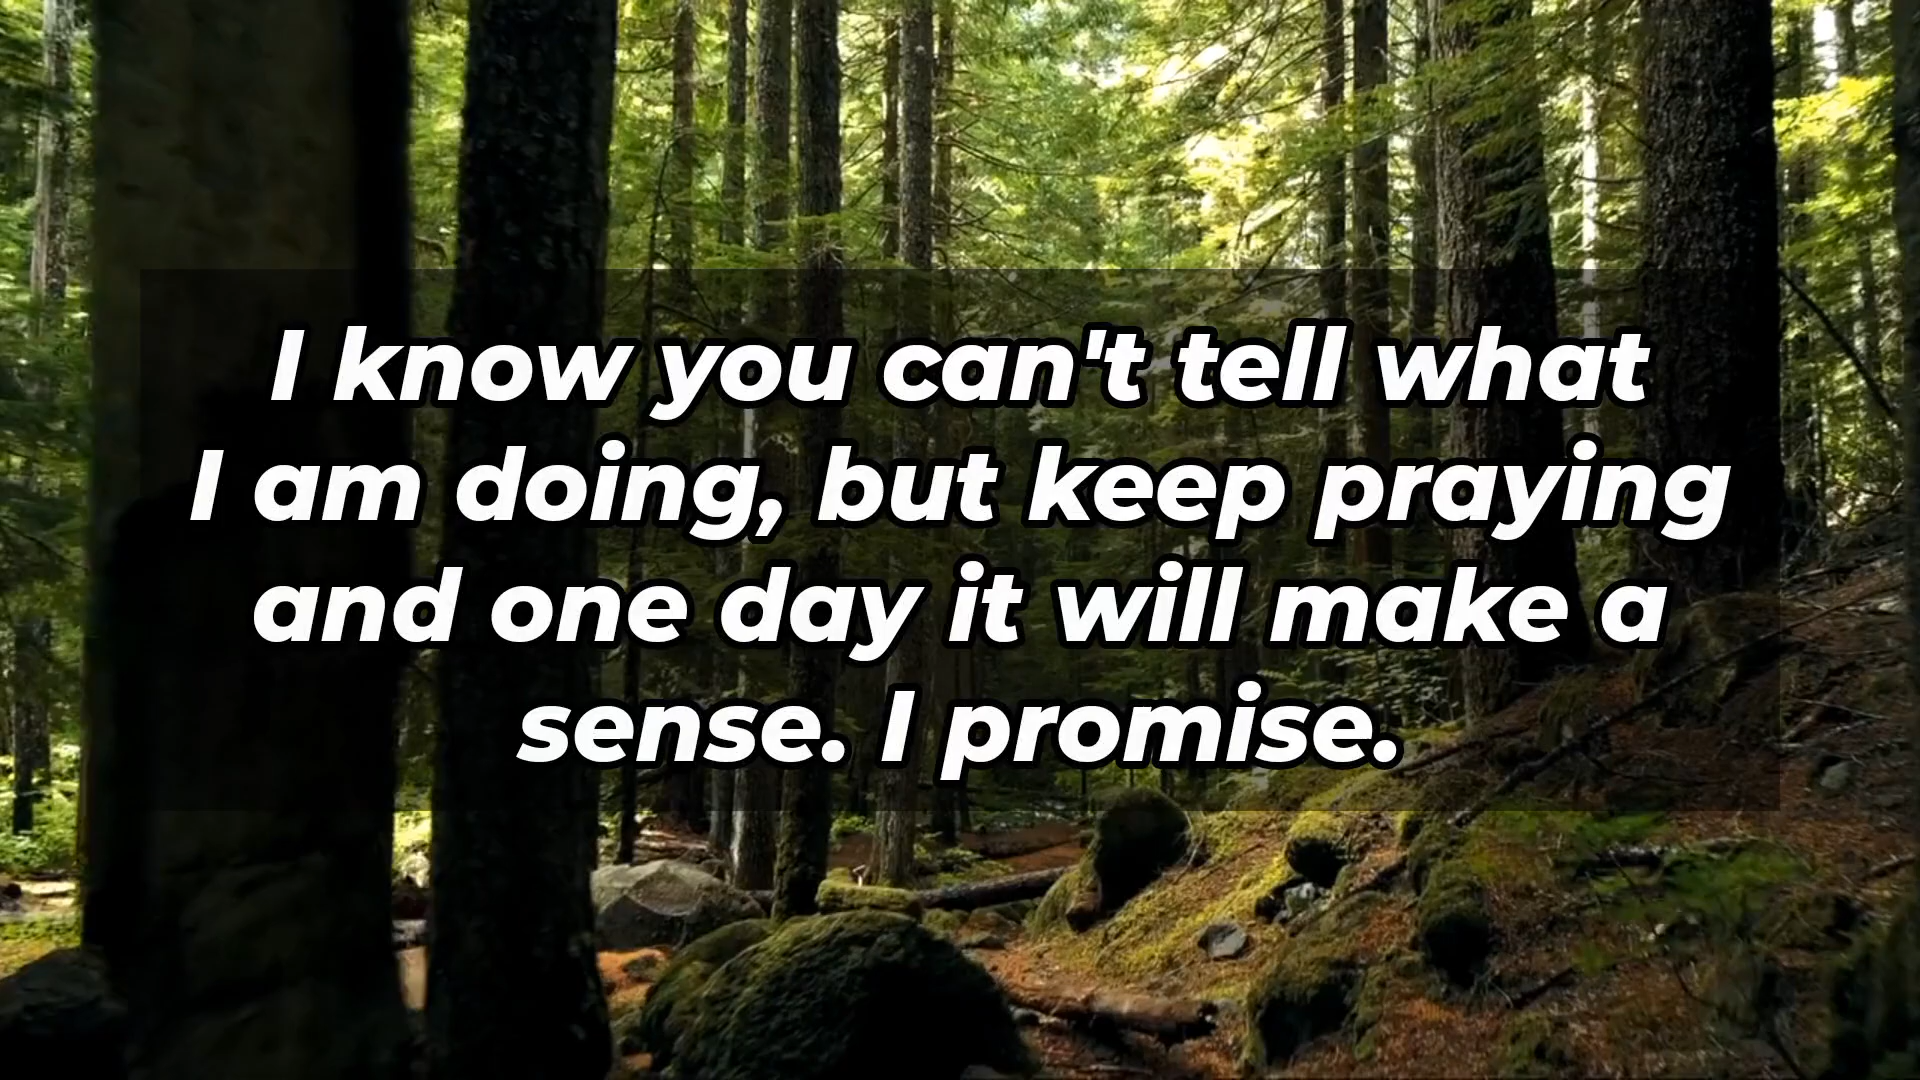 I know you can't tell what
I am doing, but keep praying
and one day it will make a
sense. I promise.